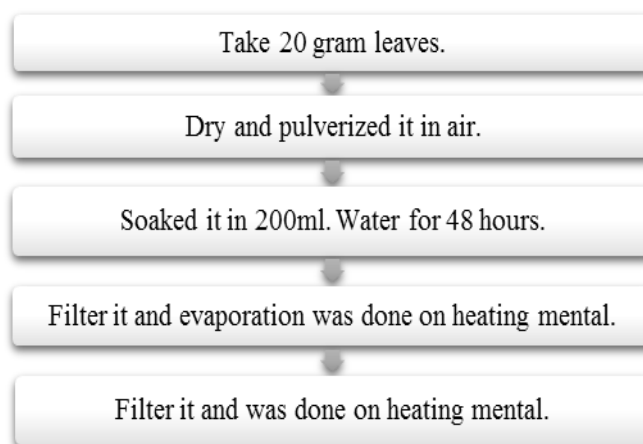 Take 20 gram leaves.
Dry and pulverized it in air.
Soaked it in 200ml. Water for 48 hours.
Filter it and evaporation was done on heating mental.
Filter it and was done on heating mental.